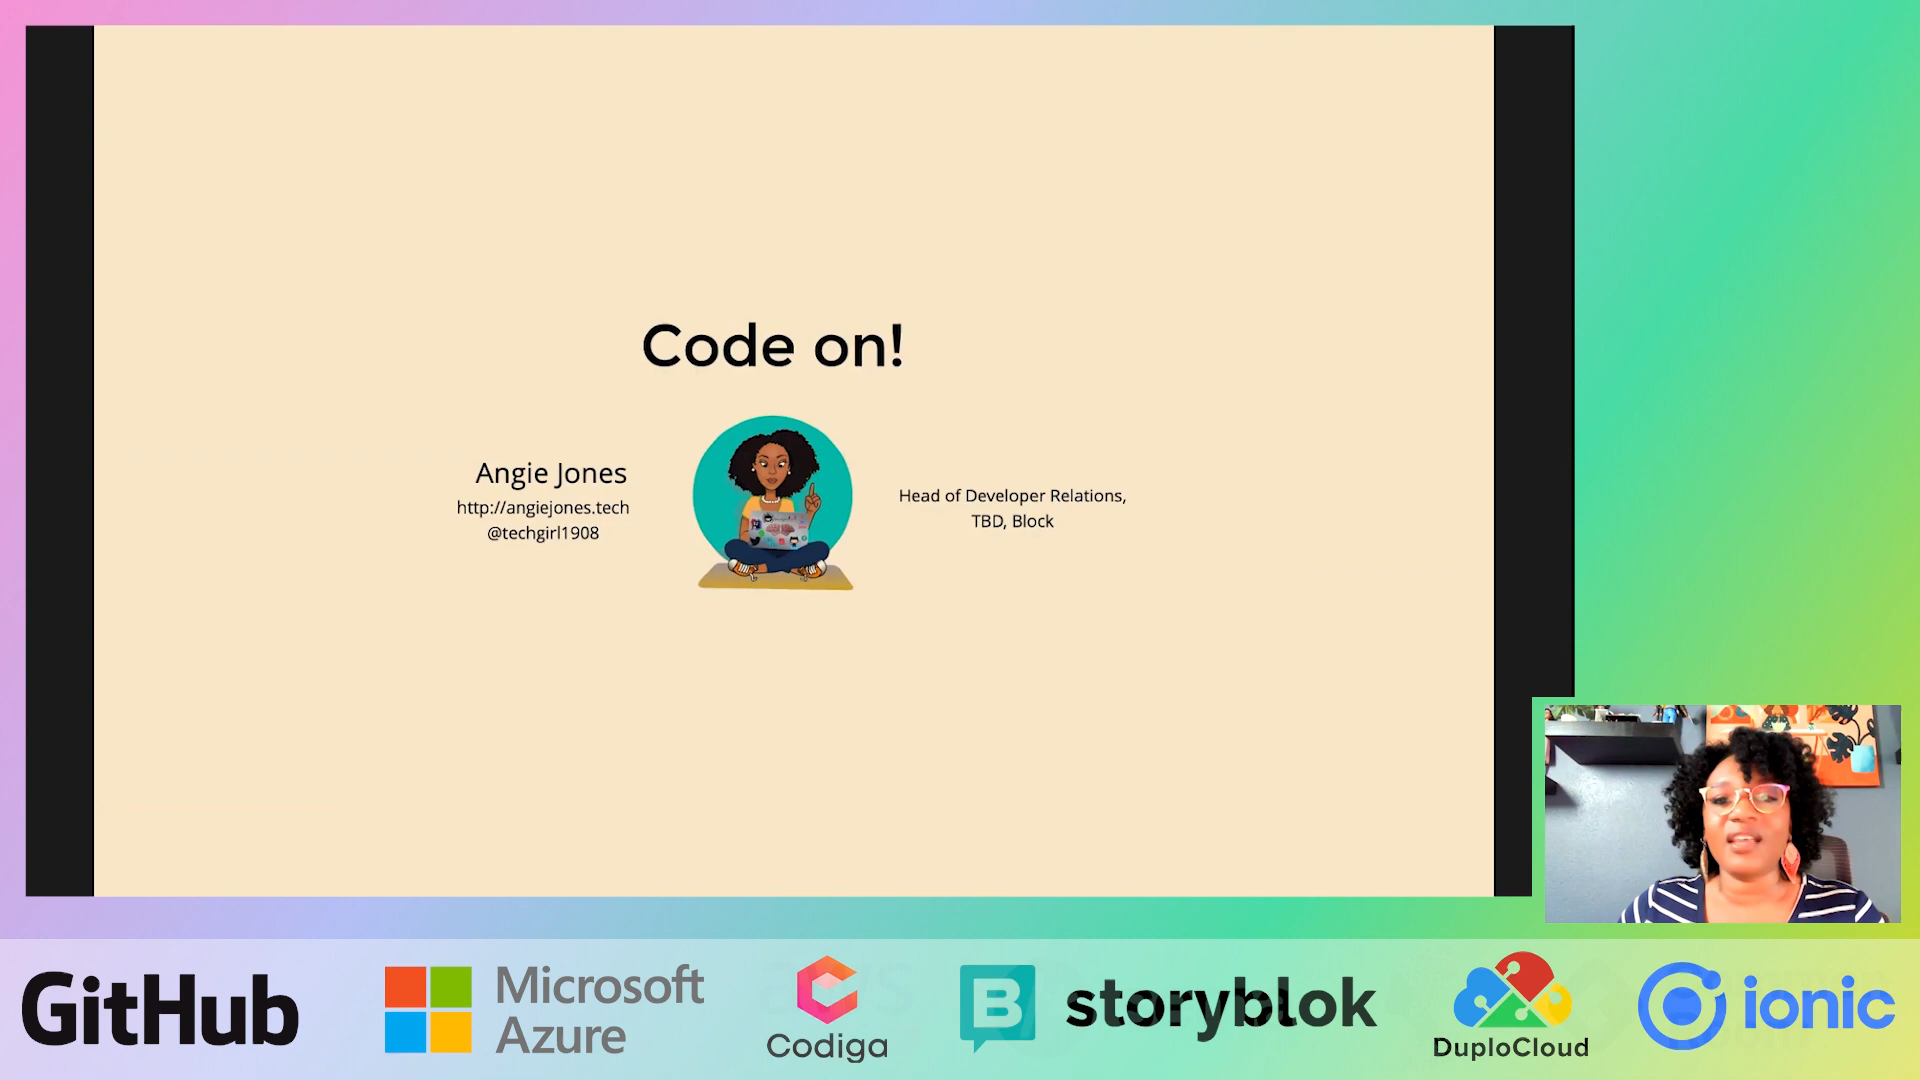 Code on!
Angie Jones
http://angiejones.tech
@techgirl1908
Head of Developer Relations,
TBD, Block
GitHub
Microsoft
Azure
Codiga
storyblok
DuploCloud
ionic